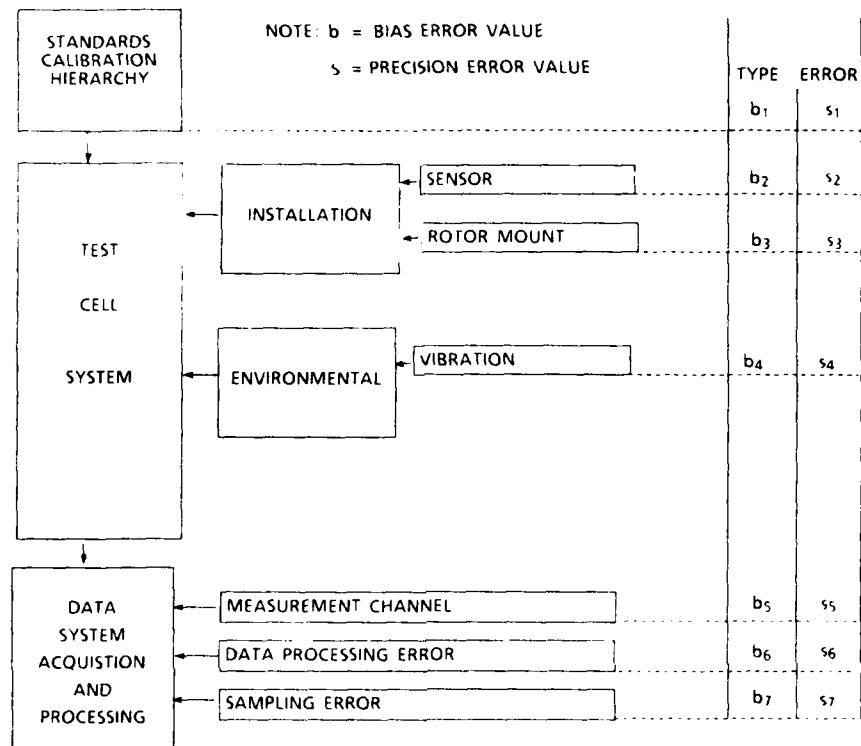 STANDARDS
CALIBRATION
HIERARCHY
NOTE: b = BIAS ERROR VALUE
s = PRECISION ERROR VALUE
TYPE ERROR
b1 s1
TEST
CELL
SYSTEM
INSTALLATION
SENSOR
b2 s2
ROTOR MOUNT
b3 s3
ENVIRONMENTAL
VIBRATION
b4 s4
DATA
SYSTEM
ACQUISTION
AND
PROCESSING
MEASUREMENT CHANNEL
b5 s5
DATA PROCESSING ERROR
b6 s6
SAMPLING ERROR
b7 s7